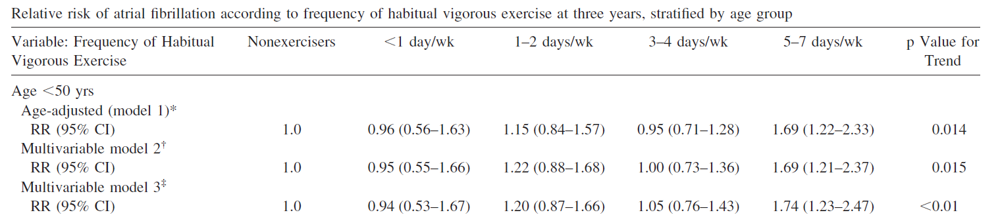 Relative risk of atrial fibrillation according to frequency of habitual vigorous exercise at three years, stratified by age group
Variable: Frequency of Habitual Vigorous Exercise Nonexercisers <1 day/wk 1–2 days/wk 3–4 days/wk 5–7 days/wk p Value for Trend
Age <50 yrs
Age-adjusted (model 1)*
RR (95% CI) 1.0 0.96 (0.56–1.63) 1.15 (0.84–1.57) 0.95 (0.71–1.28) 1.69 (1.22–2.33) 0.014
Multivariable model 2†
RR (95% CI) 1.0 0.95 (0.55–1.66) 1.22 (0.88–1.68) 1.00 (0.73–1.36) 1.69 (1.21–2.37) 0.015
Multivariable model 3‡
RR (95% CI) 1.0 0.94 (0.53–1.67) 1.20 (0.87–1.66) 1.05 (0.76–1.43) 1.74 (1.23–2.47) <0.01